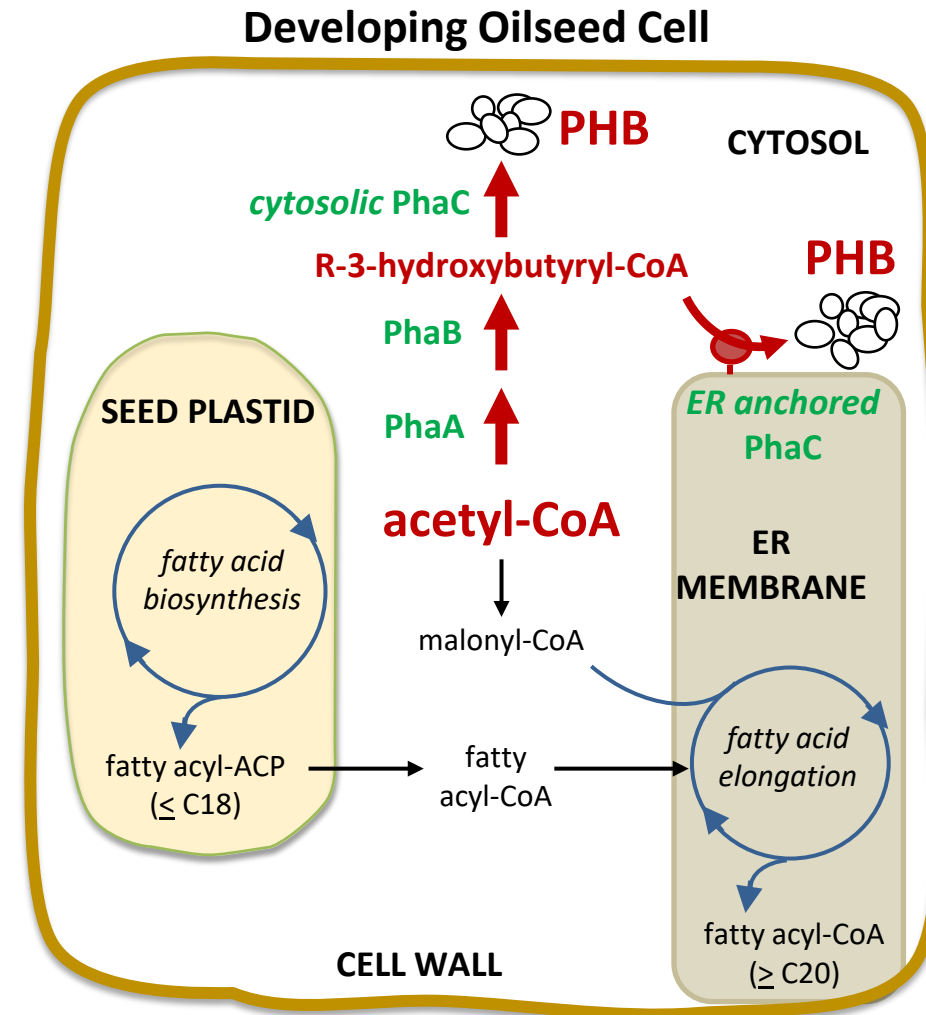 Developing Oilseed Cell
PHB
CYTOSOL
cytosolic PhaC
R-3-hydroxybutyryl-CoA
PHB
PhaB
SEED PLASTID
PhaA
ER anchored
PhaC
acetyl-CoA
ER
MEMBRANE
fatty acid
biosynthesis
malonyl-CoA
fatty acyl-ACP
(≤ C18)
fatty
acyl-CoA
fatty acid
elongation
fatty acyl-CoA
(≥ C20)
CELL WALL